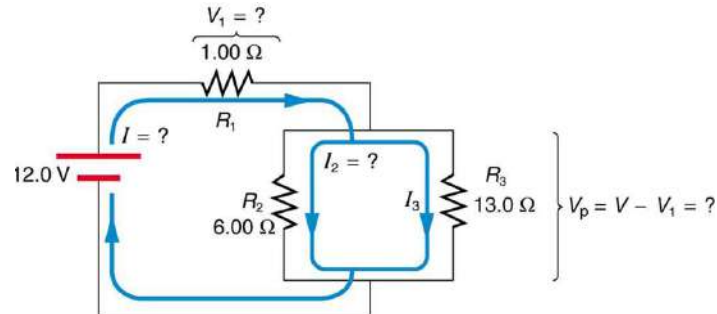 V₁ = ?
1.00 Ω
R₁
I = ?
12.0 V
I₂ = ?
R₂
6.00 Ω
I₃
R₃
13.0 Ω
Vₚ = V − V₁ = ?